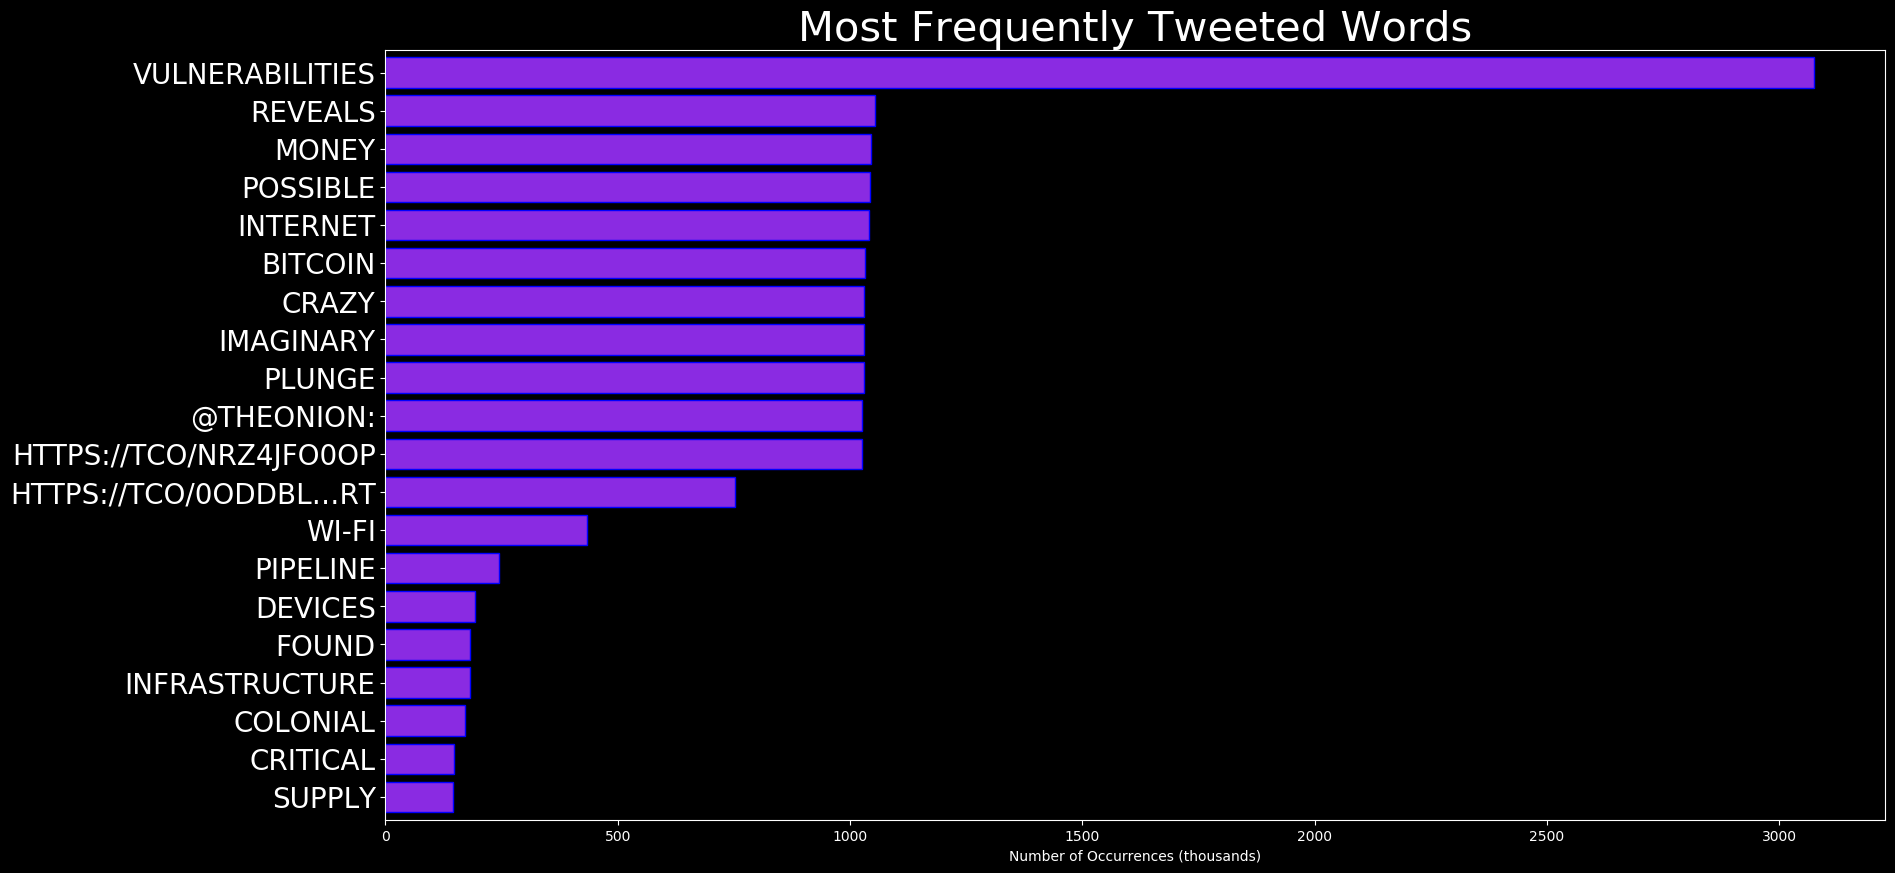 Most Frequently Tweeted Words
VULNERABILITIES
REVEALS
MONEY
POSSIBLE
INTERNET
BITCOIN
CRAZY
IMAGINARY
PLUNGE
@THEONION:
HTTPS://TCO/NRZ4JFO0OP
HTTPS://TCO/0ODDBL…RT
WI-FI
PIPELINE
DEVICES
FOUND
INFRASTRUCTURE
COLONIAL
CRITICAL
SUPPLY
0 500 1000 1500 2000 2500 3000
Number of Occurrences (thousands)